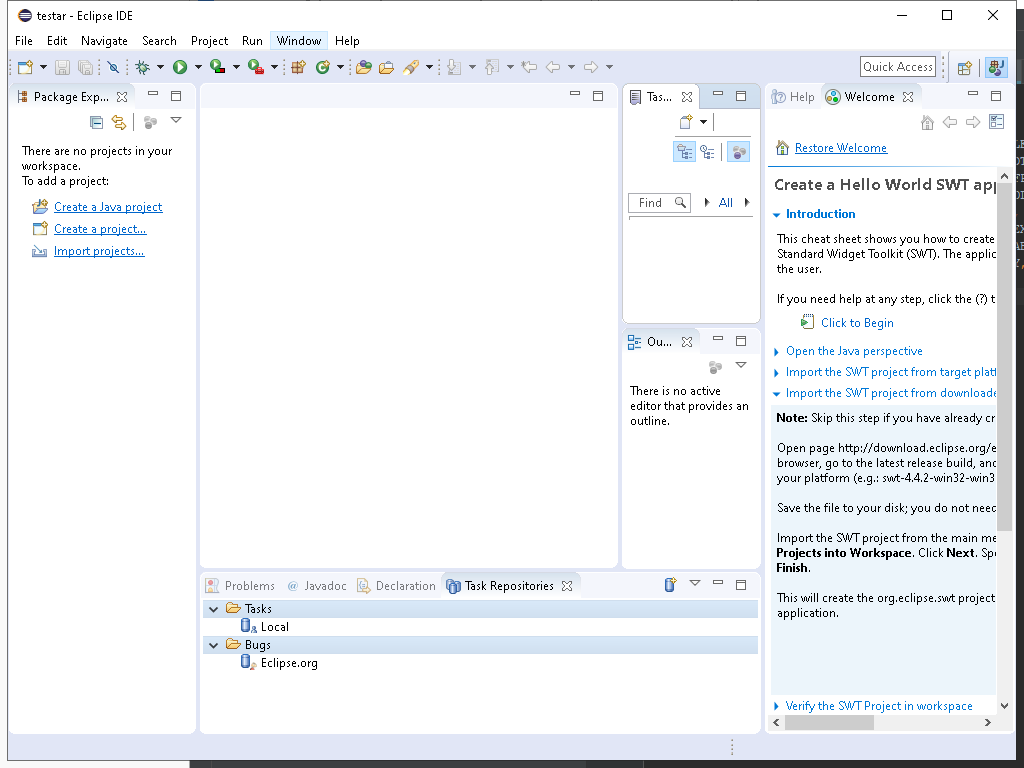 testar - Eclipse IDE
File Edit Navigate Search Project Run Window Help
Quick Access
Package Exp...
There are no projects in your
workspace.
To add a project:
Create a Java project
Create a project...
Import projects...
Tas...
Find
All
Ou...
There is no active
editor that provides an
outline.
Help
Welcome
Restore Welcome
Create a Hello World SWT app
Introduction
This cheat sheet shows you how to create
Standard Widget Toolkit (SWT). The applic
the user.
If you need help at any step, click the (?) t
Click to Begin
Open the Java perspective
Import the SWT project from target platf
Import the SWT project from downloade
Note: Skip this step if you have already cr
Open page http://download.eclipse.org/e
browser, go to the latest release build, and
your platform (e.g.: swt-4.4.2-win32-win3
Save the file to your disk; you do not need
Import the SWT project from the main me
Projects into Workspace. Click Next. Spe
Finish.
This will create the org.eclipse.swt project
application.
Verify the SWT Project in workspace
Problems @ Javadoc Declaration Task Repositories
Tasks
Local
Bugs
Eclipse.org